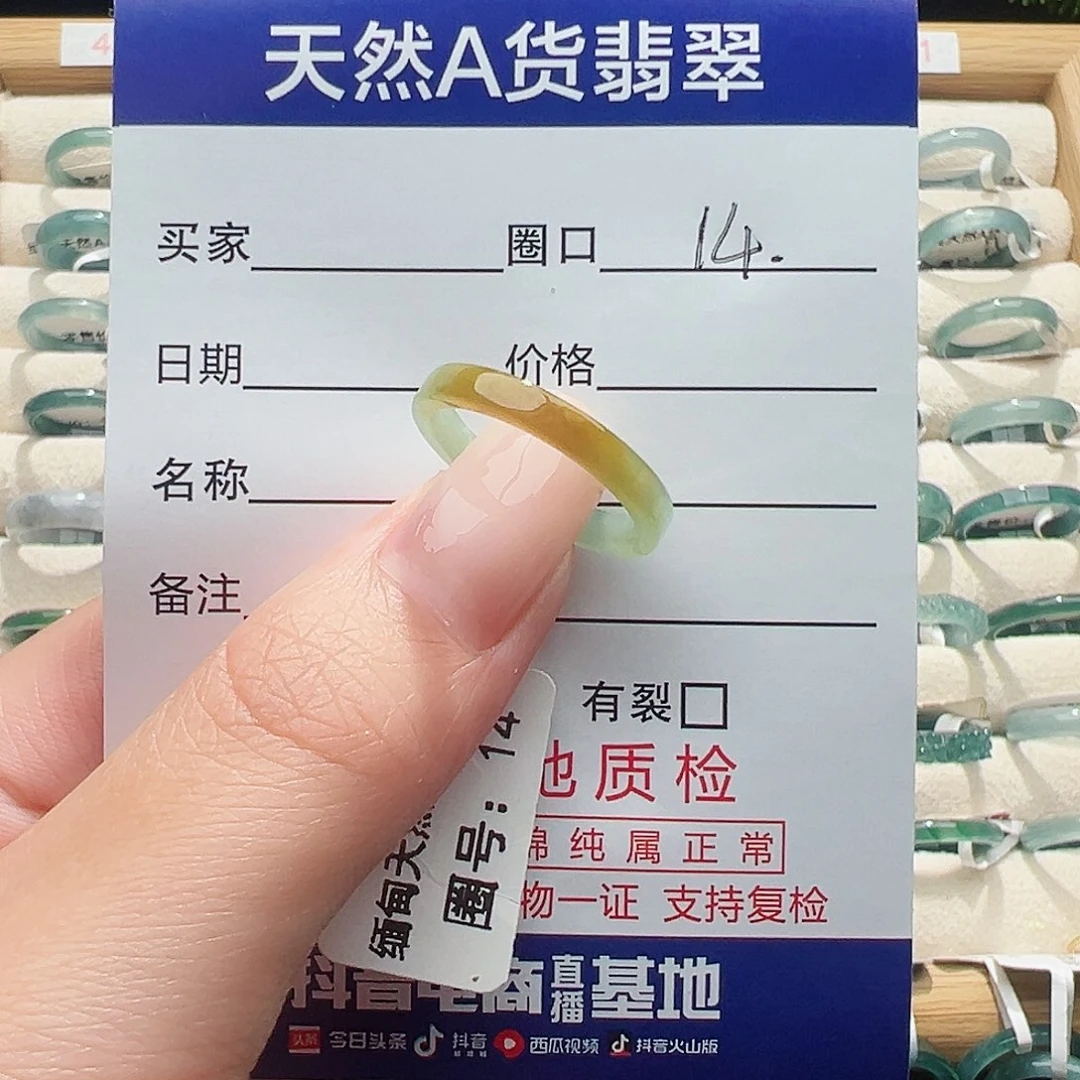 天然A货翡翠
买家 圈口 14.
日期 价格
名称
备注
有裂
质检
纯属正常
物一证 支持复检
缅甸天然
圈号：14
抖音电商直播基地
头条 今日头条 抖音 西瓜视频 抖音火山版